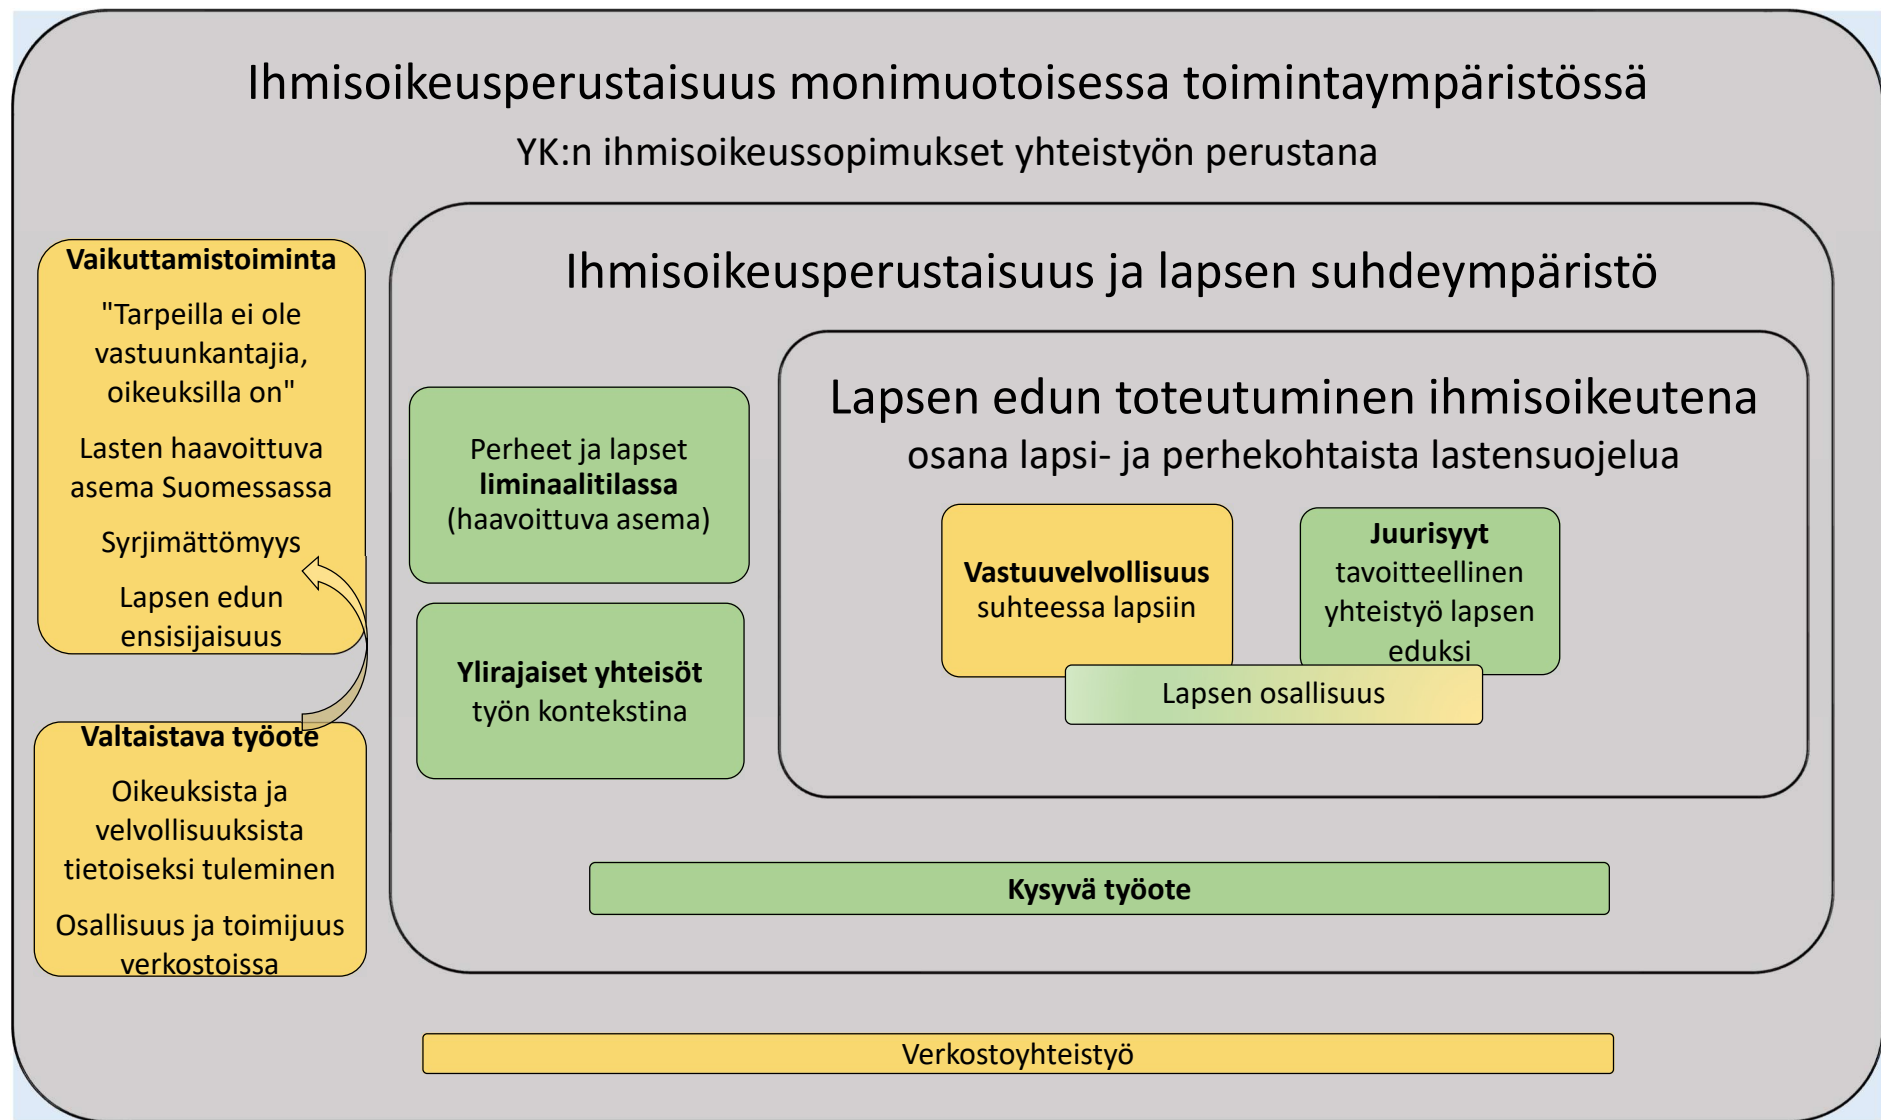 Ihmisoikeusperustaisuus monimuotoisessa toimintaympäristössä
YK:n ihmisoikeussopimukset yhteistyön perustana
Vaikuttamistoiminta
"Tarpeilla ei ole
vastuunkantajia,
oikeuksilla on"
Lasten haavoittuva
asema Suomessassa
Syrjimättömyys
Lapsen edun
ensisijaisuus
Valtaistava työote
Oikeuksista ja
velvollisuuksista
tietoiseksi tuleminen
Osallisuus ja toimijuus
verkostoissa
Ihmisoikeusperustaisuus ja lapsen suhdeympäristö
Perheet ja lapset
liminaalitilassa
(haavoittuva asema)
Ylirajaiset yhteisöt
työn kontekstina
Lapsen edun toteutuminen ihmisoikeutena
osana lapsi- ja perhekohtaista lastensuojelua
Vastuuvelvollisuus
suhteessa lapsiin
Juurisyyt
tavoitteellinen
yhteistyö lapsen
eduksi
Lapsen osallisuus
Kysyvä työote
Verkostoyhteistyö